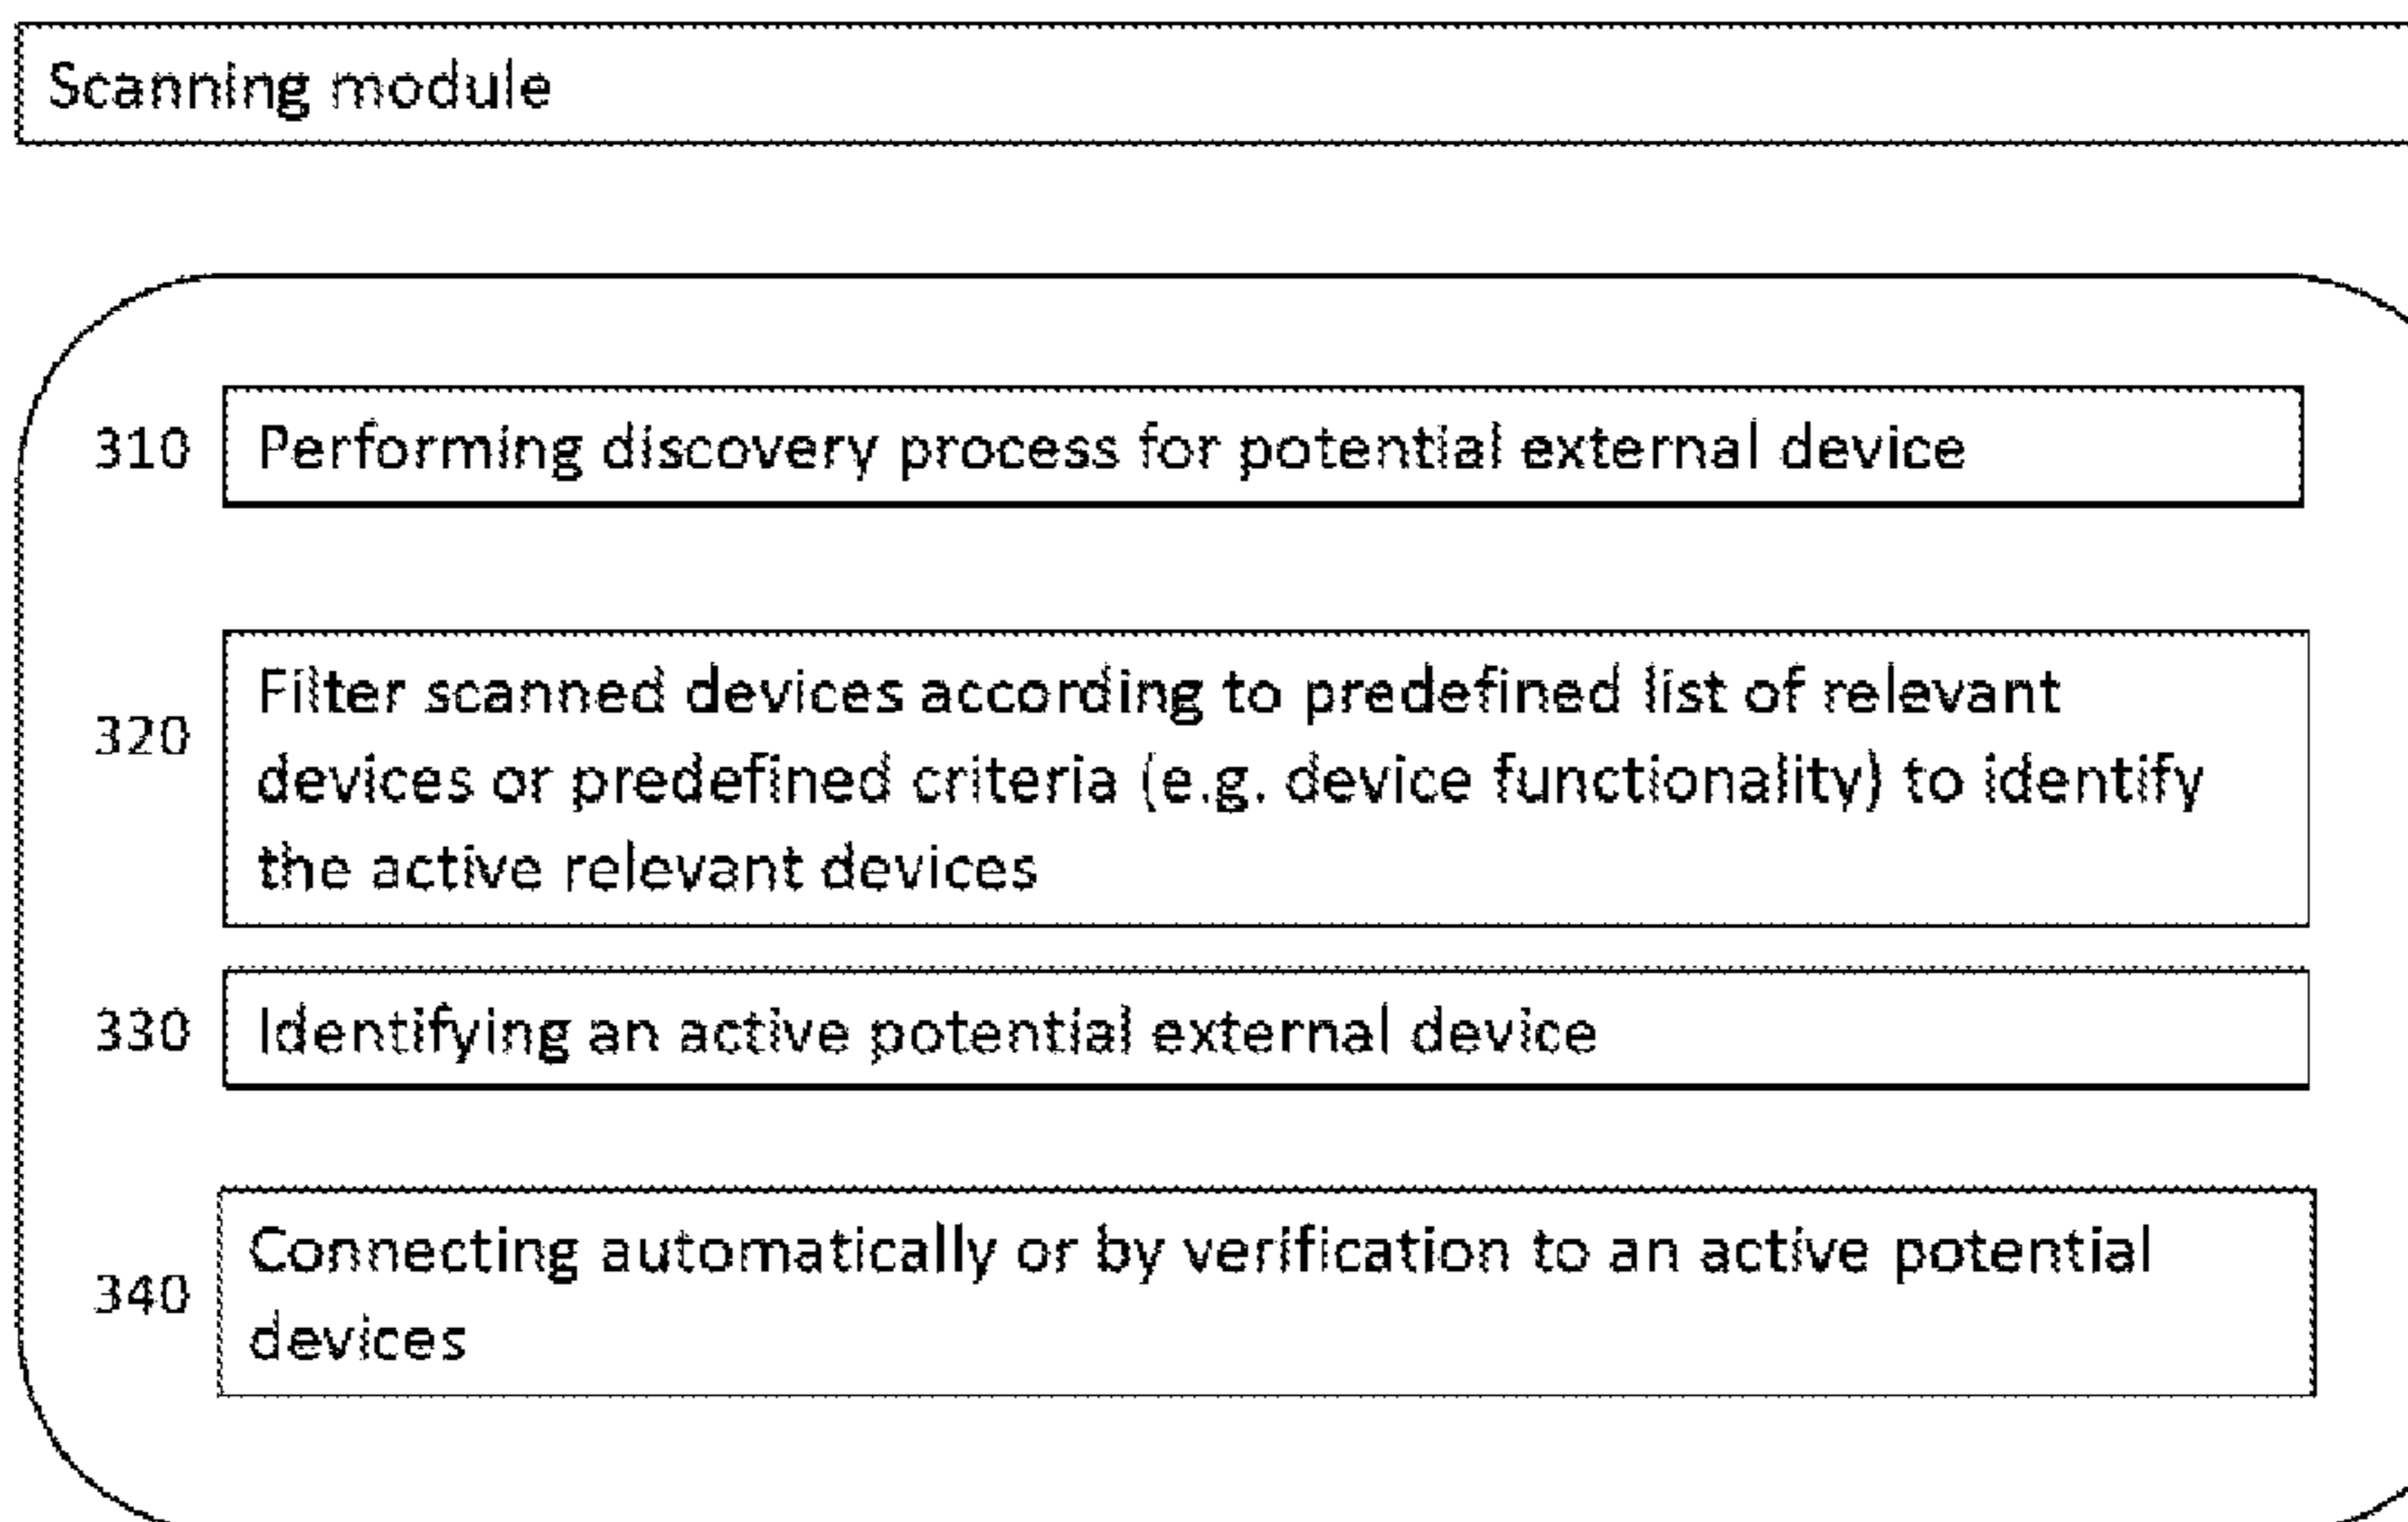 Scanning module
310 Performing discovery process for potential external device
Filter scanned devices according to predefined list of relevant
320
devices or predefined criteria (e.g. device functionality) to identify
the active relevant devices
330 Identifying an active potential external device
Connecting automatically or by verification to an active potential
340
devices